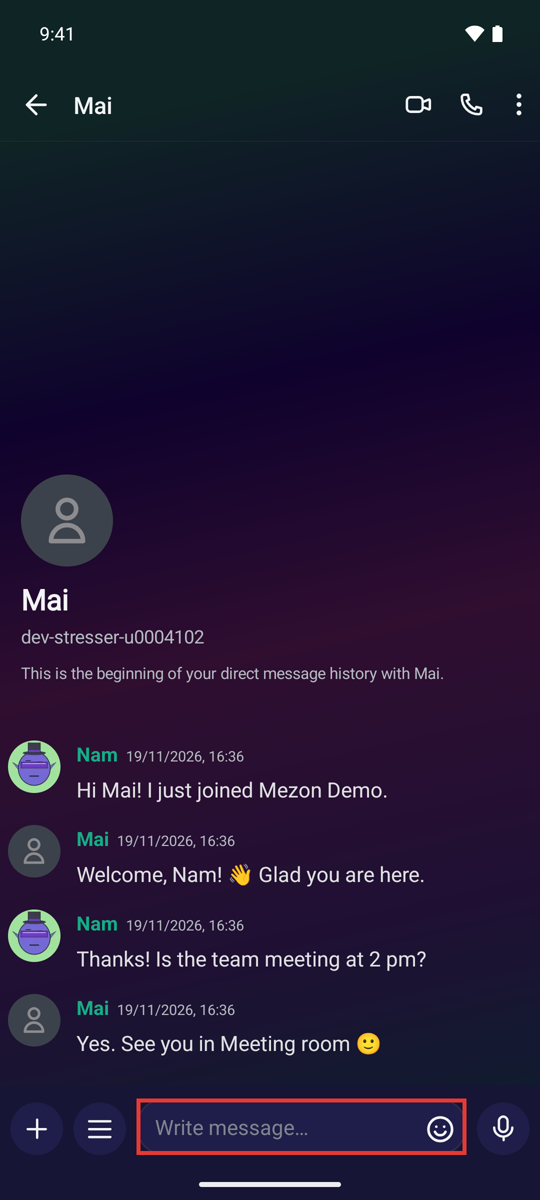 9:41
Mai
Mai
dev-stresser-u0004102
This is the beginning of your direct message history with Mai.
Nam 19/11/2026, 16:36
Hi Mai! I just joined Mezon Demo.
Mai 19/11/2026, 16:36
Welcome, Nam! 👋 Glad you are here.
Nam 19/11/2026, 16:36
Thanks! Is the team meeting at 2 pm?
Mai 19/11/2026, 16:36
Yes. See you in Meeting room 🙂
Write message...